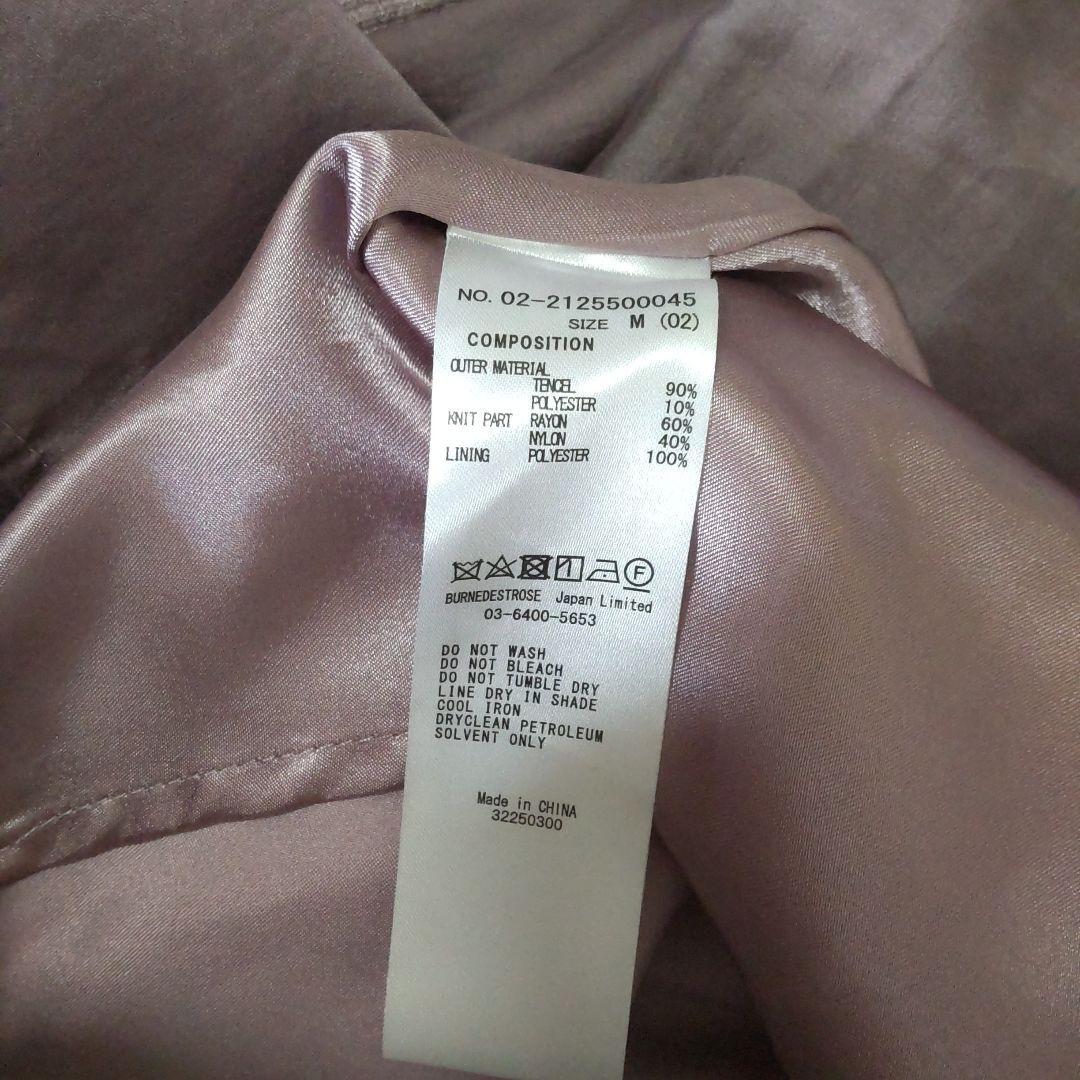 NO. 02-2125500045
SIZE M (02)
COMPOSITION
OUTER MATERIAL
TENCEL 90%
POLYESTER 10%
KNIT PART RAYON 60%
NYLON 40%
LINING POLYESTER 100%
F
BURNEDESTROSE Japan Limited
03-6400-5653
DO NOT WASH
DO NOT BLEACH
DO NOT TUMBLE DRY
LINE DRY IN SHADE
COOL IRON
DRYCLEAN PETROLEUM
SOLVENT ONLY
Made in CHINA
32250300